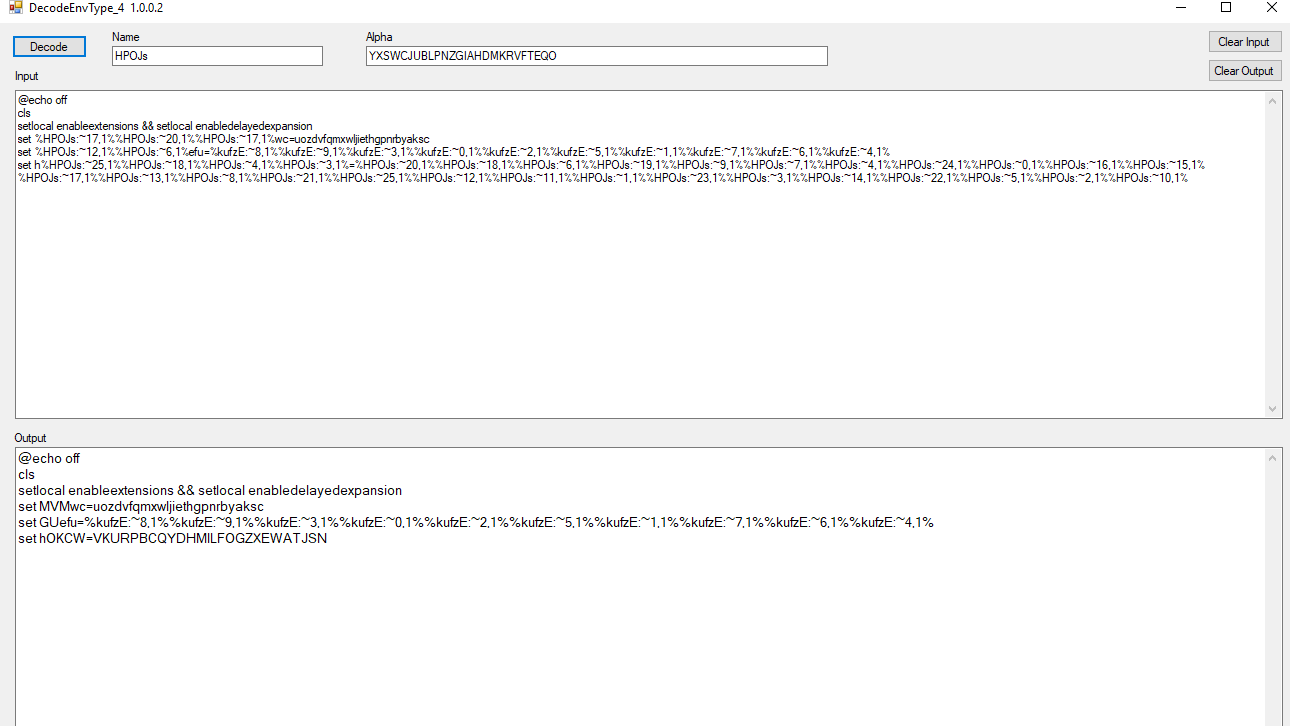 DecodeEnvType_4 1.0.0.2
Decode
Name
HPOJs
Alpha
YXSWCJUBLPNZGIAHDMKRVFTEQO
Clear Input
Clear Output
Input
@echo off
cls
setlocal enableextensions && setlocal enabledelayedexpansion
set %HPOJs:~17,1%%HPOJs:~20,1%%HPOJs:~17,1%wc=uozdvfqmxwljiethgpnrbyaksc
set %HPOJs:~12,1%%HPOJs:~6,1%efu=%kufzE:~8,1%%kufzE:~9,1%%kufzE:~3,1%%kufzE:~0,1%%kufzE:~2,1%%kufzE:~5,1%%kufzE:~1,1%%kufzE:~7,1%%kufzE:~6,1%%kufzE:~4,1%
set h%HPOJs:~25,1%%HPOJs:~18,1%%HPOJs:~4,1%%HPOJs:~3,1%=%HPOJs:~20,1%%HPOJs:~18,1%%HPOJs:~6,1%%HPOJs:~19,1%%HPOJs:~9,1%%HPOJs:~7,1%%HPOJs:~4,1%%HPOJs:~24,1%%HPOJs:~0,1%%HPOJs:~16,1%%HPOJs:~15,1%
%HPOJs:~17,1%%HPOJs:~13,1%%HPOJs:~8,1%%HPOJs:~21,1%%HPOJs:~25,1%%HPOJs:~12,1%%HPOJs:~11,1%%HPOJs:~1,1%%HPOJs:~23,1%%HPOJs:~3,1%%HPOJs:~14,1%%HPOJs:~22,1%%HPOJs:~5,1%%HPOJs:~2,1%%HPOJs:~10,1%
Output
@echo off
cls
setlocal enableextensions && setlocal enabledelayedexpansion
set MVMwc=uozdvfqmxwljiethgpnrbyaksc
set GUefu=%kufzE:~8,1%%kufzE:~9,1%%kufzE:~3,1%%kufzE:~0,1%%kufzE:~2,1%%kufzE:~5,1%%kufzE:~1,1%%kufzE:~7,1%%kufzE:~6,1%%kufzE:~4,1%
set hOKCW=VKURPBCQYDHMILFOGZXEWATJSN